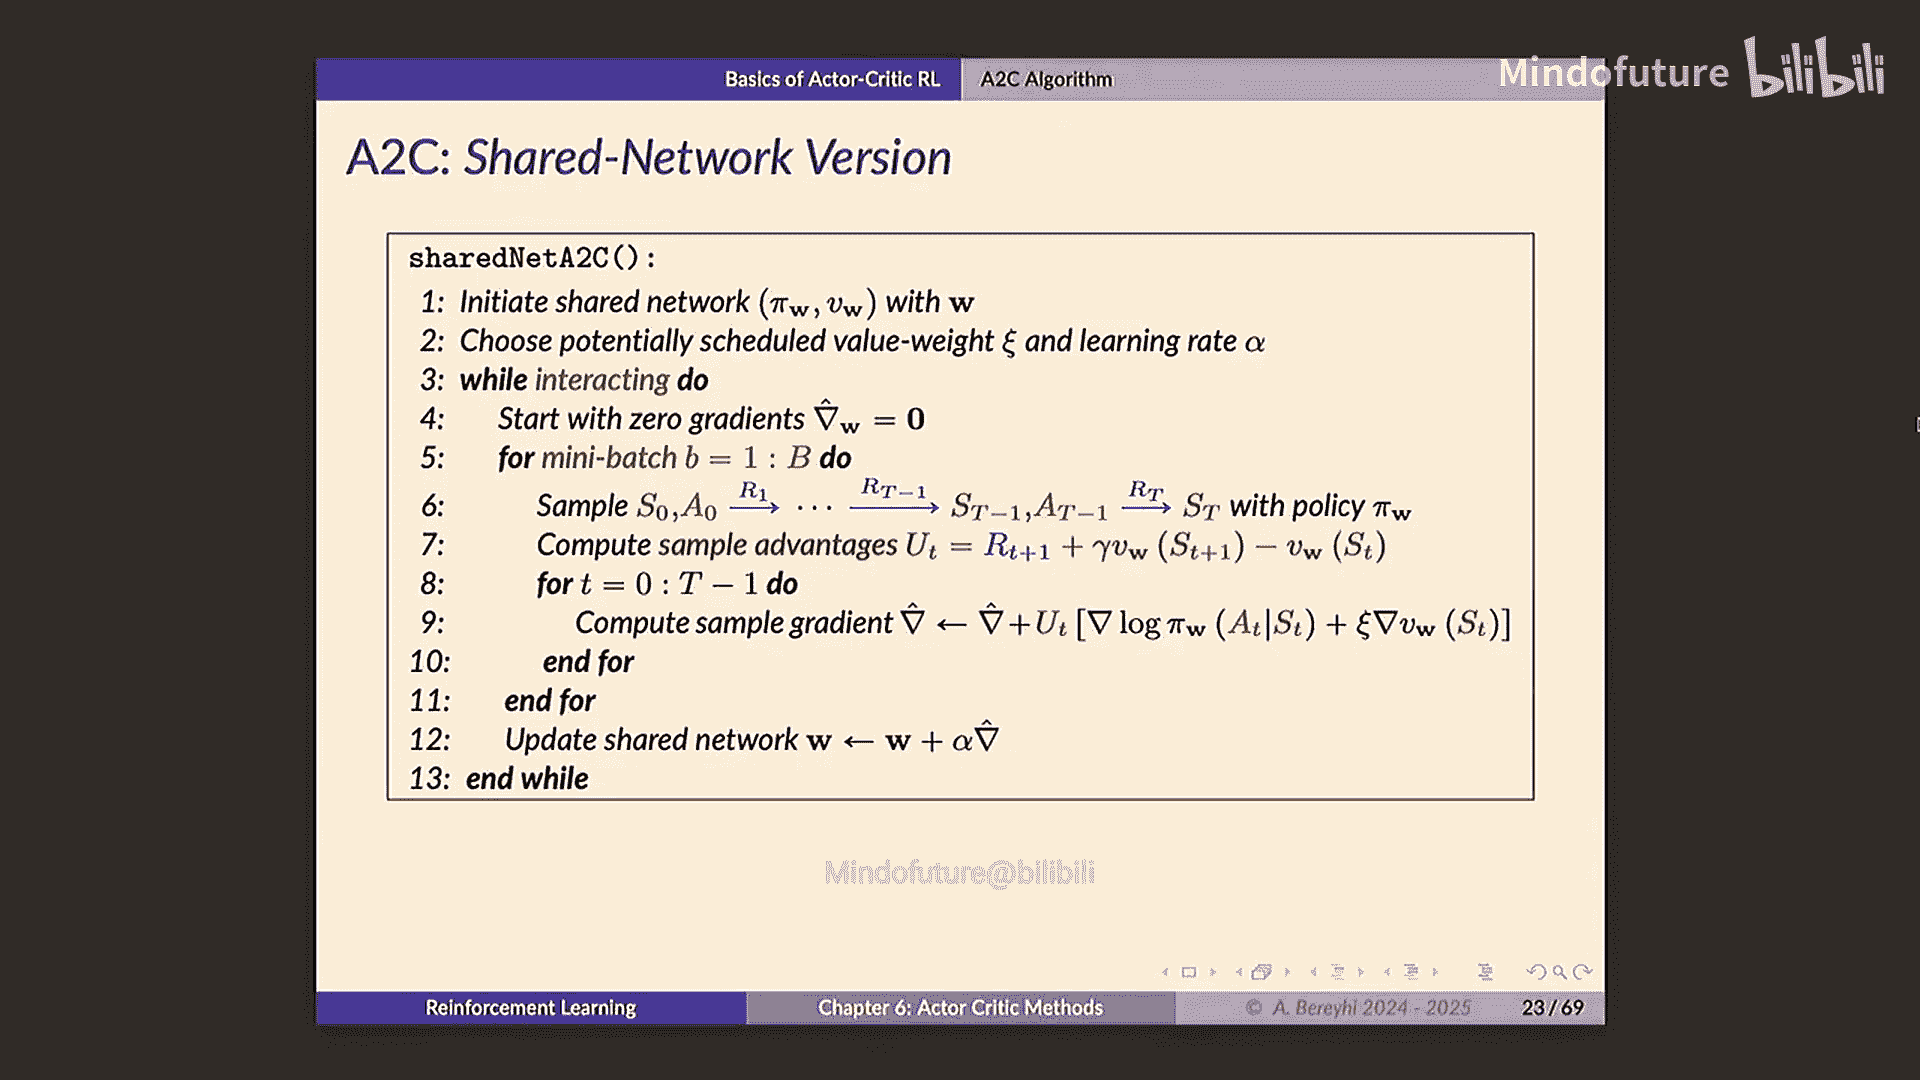 Basics of Actor-Critic RL
A2C Algorithm
Mindofuture bilibili
A2C: Shared-Network Version
sharedNetA2C():
1: Initiate shared network (π_w, v_w) with w
2: Choose potentially scheduled value-weight ξ and learning rate α
3: while interacting do
4: Start with zero gradients ∇̂_w = 0
5: for mini-batch b = 1 : B do
6: Sample S_0, A_0 —R_1→ ··· —R_{T−1}→ S_{T−1}, A_{T−1} —R_T→ S_T with policy π_w
7: Compute sample advantages U_t = R_{t+1} + γv_w (S_{t+1}) − v_w (S_t)
8: for t = 0 : T − 1 do
9: Compute sample gradient ∇̂ ← ∇̂ + U_t [∇ log π_w (A_t|S_t) + ξ∇v_w (S_t)]
10: end for
11: end for
12: Update shared network w ← w + α∇̂
13: end while
Mindofuture@bilibili
Reinforcement Learning
Chapter 6: Actor Critic Methods
© A. Bereyhi 2024 - 2025
23 / 69